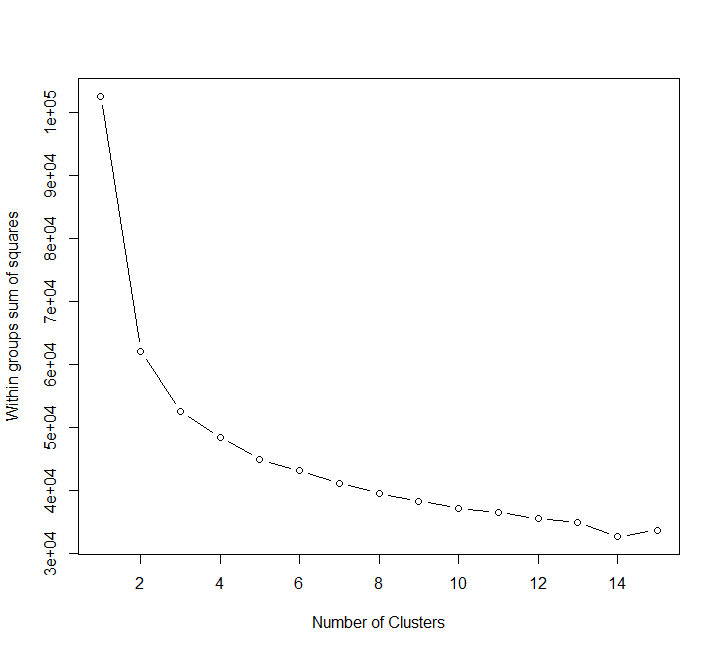 Within groups sum of squares
1e+05
9e+04
8e+04
7e+04
6e+04
5e+04
4e+04
3e+04
2 4 6 8 10 12 14
Number of Clusters